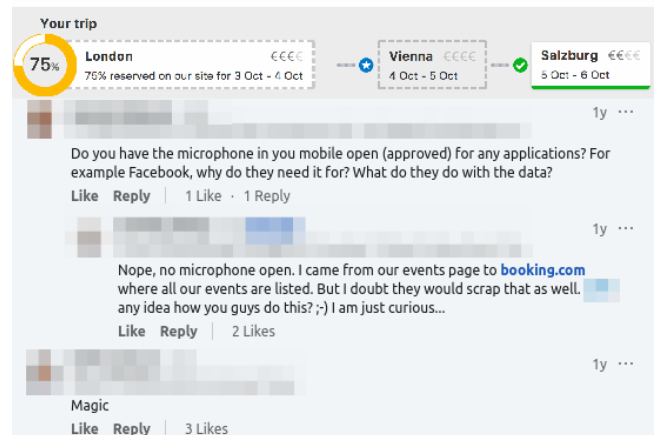 Your trip
75%
London €€€€
75% reserved on our site for 3 Oct - 4 Oct
Vienna €€€€
4 Oct - 5 Oct
Salzburg €€€€
5 Oct - 6 Oct
1y ···
Do you have the microphone in you mobile open (approved) for any applications? For
example Facebook, why do they need it for? What do they do with the data?
Like Reply 1 Like · 1 Reply
1y ···
Nope, no microphone open. I came from our events page to booking.com
where all our events are listed. But I doubt they would scrap that as well.
any idea how you guys do this? ;-) I am just curious...
Like Reply 2 Likes
1y ···
Magic
Like Reply 3 Likes